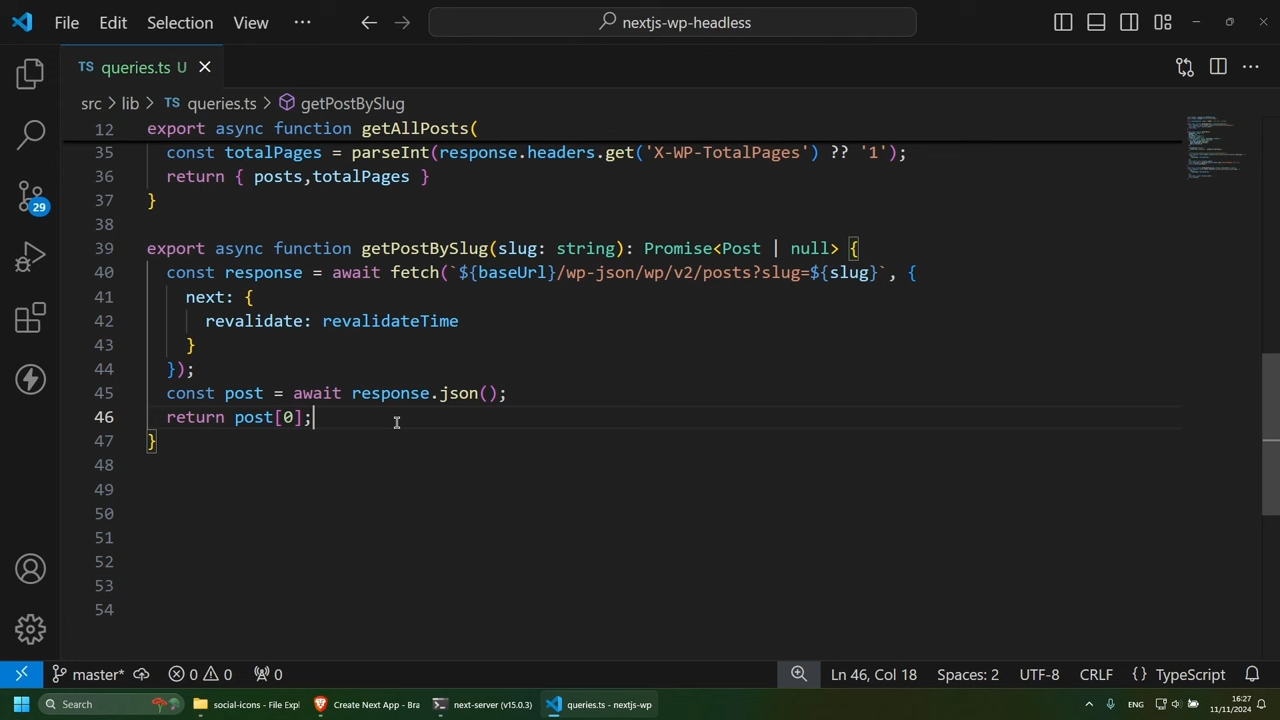 File Edit Selection View ··· nextjs-wp-headless
TS queries.ts U
src > lib > TS queries.ts > getPostBySlug
12 export async function getAllPosts(
35 const totalPages = parseInt(response.headers.get('X-WP-TotalPages') ?? '1');
36 return { posts,totalPages }
37 }
38
39 export async function getPostBySlug(slug: string): Promise<Post | null> {
40 const response = await fetch(`${baseUrl}/wp-json/wp/v2/posts?slug=${slug}`, {
41 next: {
42 revalidate: revalidateTime
43 }
44 });
45 const post = await response.json();
46 return post[0];
47 }
48
49
50
51
52
53
54
29
master* 0 0 0 Ln 46, Col 18 Spaces: 2 UTF-8 CRLF {} TypeScript
Search social-icons - File Expl Create Next App - Bra next-server (v15.0.3) queries.ts - nextjs-wp ENG 16:27
11/11/2024